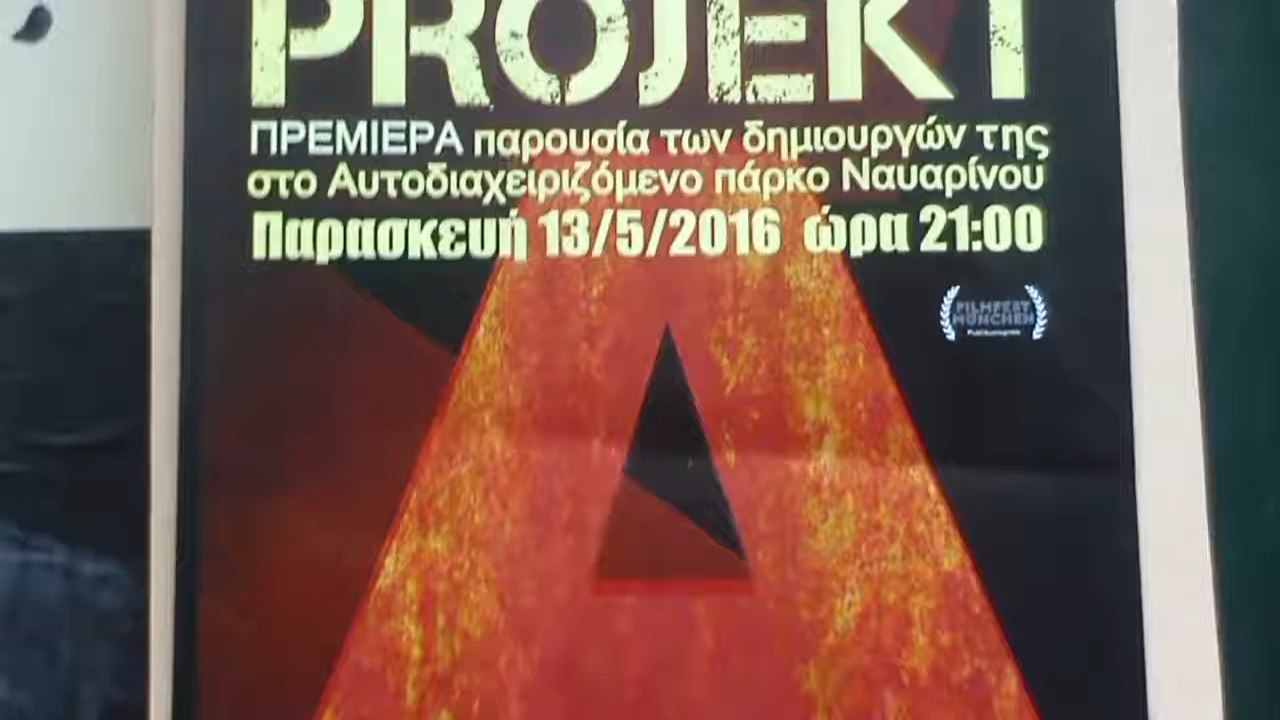 PROJEKT
ΠΡΕΜΙΕΡΑ παρουσία των δημιουργών της
στο Αυτοδιαχειριζόμενο πάρκο Ναυαρίνου
Παρασκευή 13/5/2016 ώρα 21:00
FILMFEST
MÜNCHEN
A